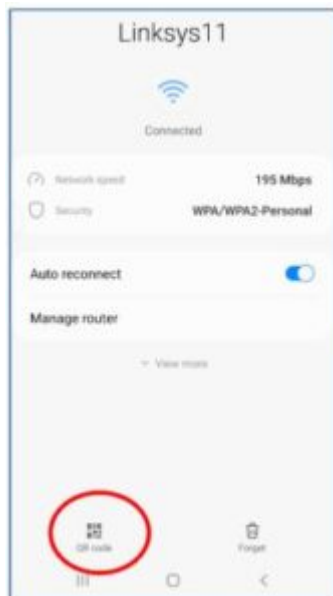 Linksys11
Connected
Network speed 195 Mbps
Security WPA/WPA2-Personal
Auto reconnect
Manage router
View more
QR code Forget